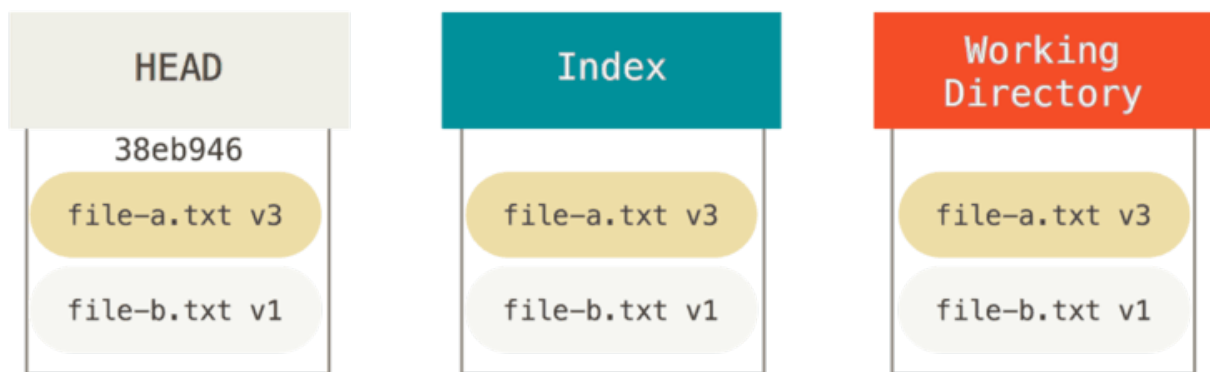 HEAD
38eb946
file-a.txt v3
file-b.txt v1
Index
file-a.txt v3
file-b.txt v1
Working
Directory
file-a.txt v3
file-b.txt v1